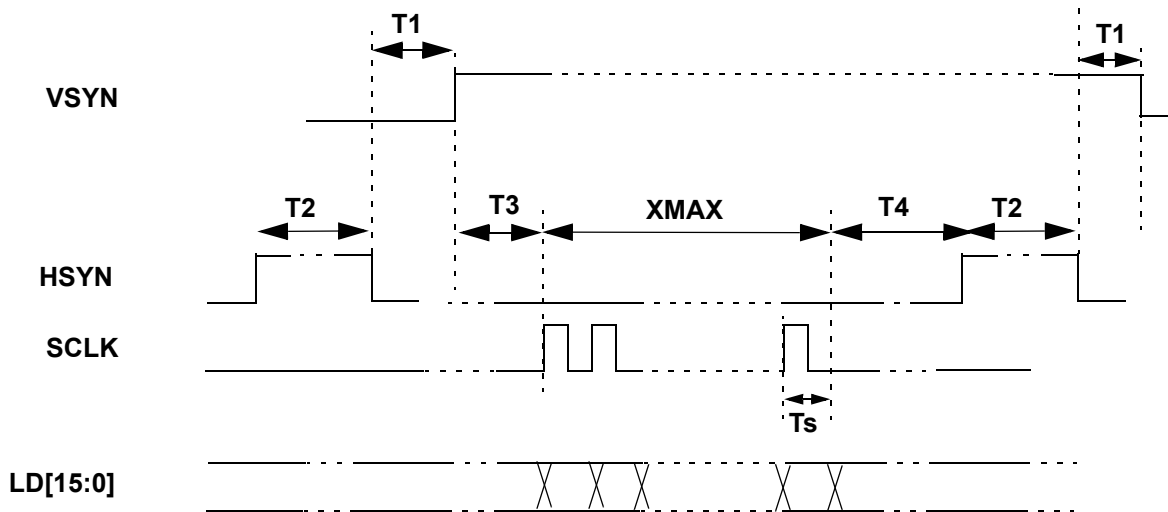 T1
T1
VSYN
T2
T3
XMAX
T4
T2
HSYN
SCLK
Ts
LD[15:0]